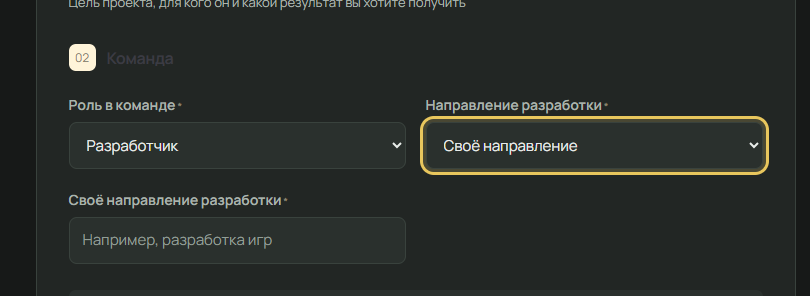 Цель проекта, для кого он и какой результат вы хотите получить
02 Команда
Роль в команде * Направление разработки *
Разработчик Своё направление
Своё направление разработки *
Например, разработка игр